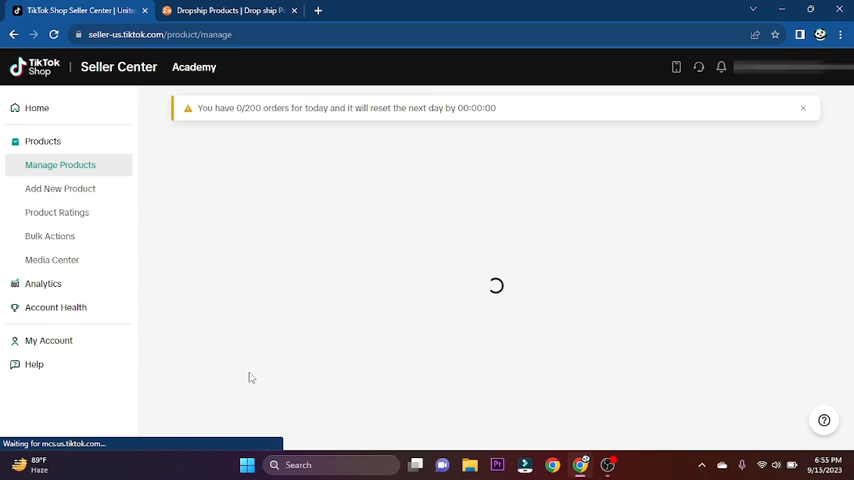 TikTok Shop Seller Center | Unite
Dropship Products | Drop ship Pr
seller-us.tiktok.com/product/manage
TikTok Shop | Seller Center Academy
Home
You have 0/200 orders for today and it will reset the next day by 00:00:00
Products
Manage Products
Add New Product
Product Ratings
Bulk Actions
Media Center
Analytics
Account Health
My Account
Help
Waiting for mcs.us.tiktok.com...
89°F
Haze
Search
Pr
6:55 PM
9/15/2023